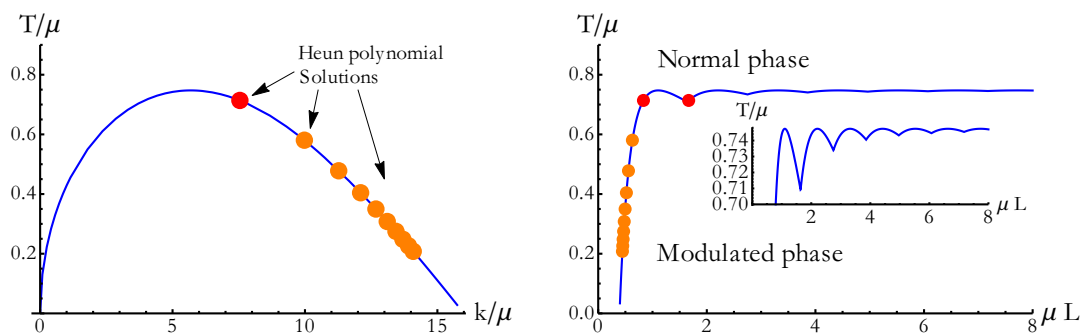 T/μ
0.8
0.6
0.4
0.2
0
5
10
15
k/μ
Heun polynomial
Solutions
T/μ
0.8
0.6
0.4
0.2
0.0
0
2
4
6
8
μ L
Normal phase
Modulated phase
T/μ
0.74
0.73
0.72
0.71
0.70
2
4
6
8
μ L